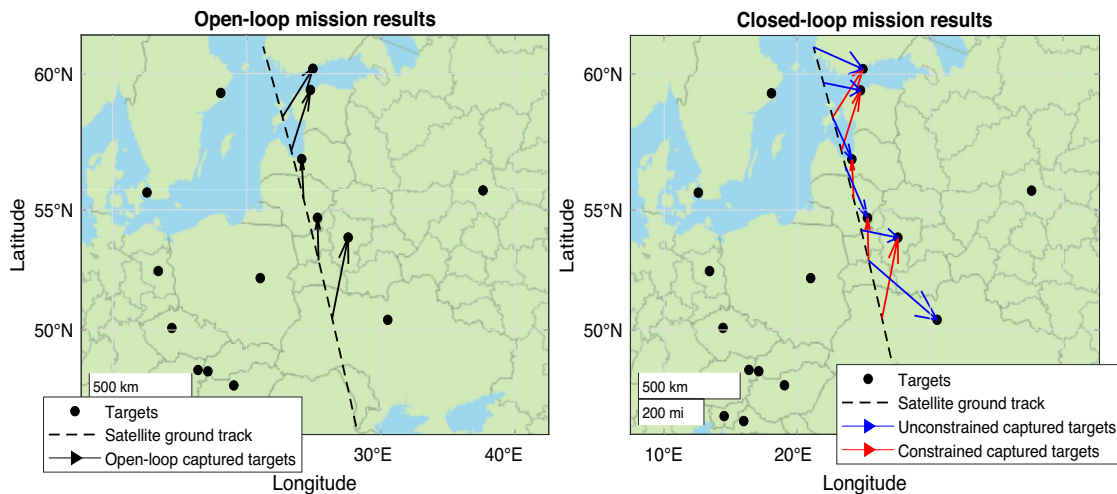 Open-loop mission results
60°N
55°N
50°N
Latitude
500 km
Targets
Satellite ground track
Open-loop captured targets
30°E
40°E
Longitude
Closed-loop mission results
60°N
55°N
50°N
Latitude
500 km
200 mi
Targets
Satellite ground track
Unconstrained captured targets
Constrained captured targets
10°E
20°E
Longitude